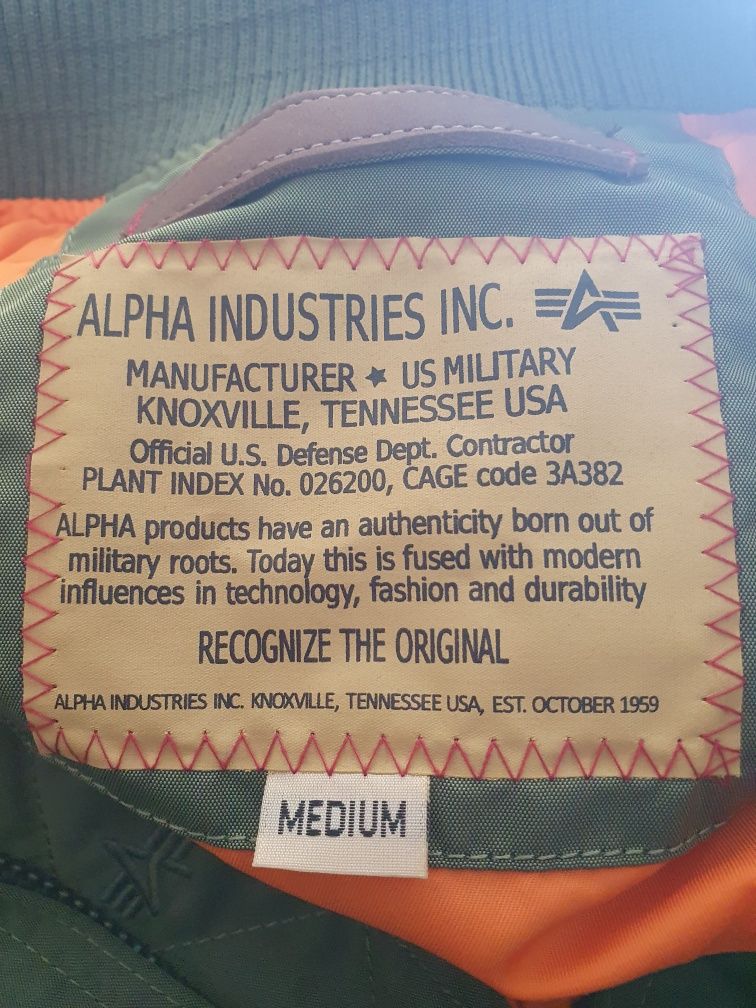 ALPHA INDUSTRIES INC.
MANUFACTURER ★ US MILITARY
KNOXVILLE, TENNESSEE USA
Official U.S. Defense Dept. Contractor
PLANT INDEX No. 026200, CAGE code 3A382
ALPHA products have an authenticity born out of
military roots. Today this is fused with modern
influences in technology, fashion and durability
RECOGNIZE THE ORIGINAL
ALPHA INDUSTRIES INC. KNOXVILLE, TENNESSEE USA, EST. OCTOBER 1959
MEDIUM